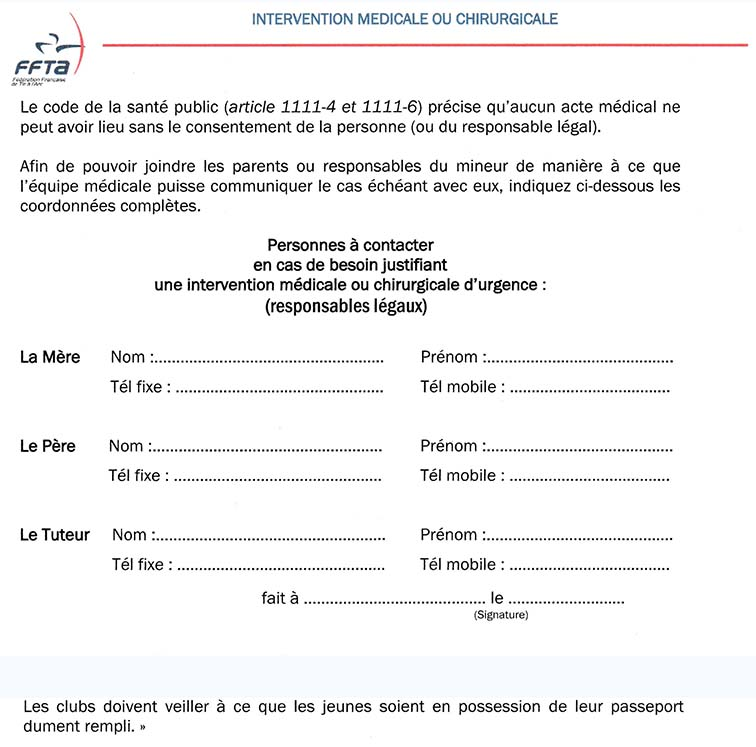 INTERVENTION MEDICALE OU CHIRURGICALE
FFTa
Fédération Française
de Tir à l'Arc
Le code de la santé public (article 1111-4 et 1111-6) précise qu'aucun acte médical ne
peut avoir lieu sans le consentement de la personne (ou du responsable légal).
Afin de pouvoir joindre les parents ou responsables du mineur de manière à ce que
l'équipe médicale puisse communiquer le cas échéant avec eux, indiquez ci-dessous les
coordonnées complètes.
Personnes à contacter
en cas de besoin justifiant
une intervention médicale ou chirurgicale d'urgence :
(responsables légaux)
La Mère Nom :.................................................. Prénom :.........................................
Tél fixe : ............................................. Tél mobile : ...................................
Le Père Nom :.................................................. Prénom :.........................................
Tél fixe : ............................................. Tél mobile : ...................................
Le Tuteur Nom :.................................................. Prénom :.........................................
Tél fixe : ............................................. Tél mobile : ...................................
fait à ........................................ le .........................
(Signature)
Les clubs doivent veiller à ce que les jeunes soient en possession de leur passeport
dument rempli. »